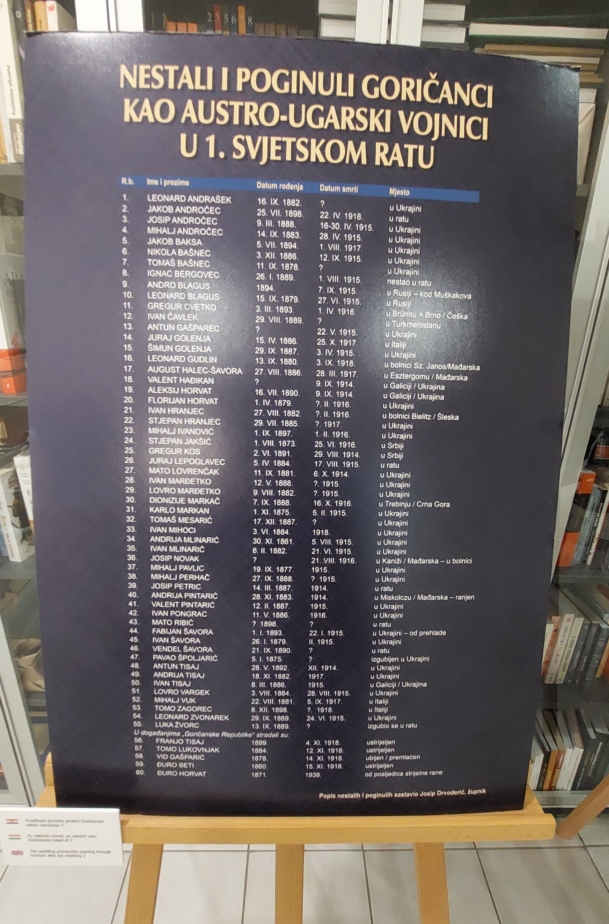 NESTALI I POGINULI GORIČANCI
KAO AUSTRO-UGARSKI VOJNICI
U 1. SVJETSKOM RATU
R.b. Ime i prezime Datum rođenja Datum smrti Mjesto
1. LEONARD ANDRAŠEK 16. IX. 1882. ? u Ukrajini
2. JAKOB ANDROČEC 25. VII. 1898. 22. IV. 1918. u ratu
3. JOSIP ANDROČEC 9. III. 1888. 16-30. IV. 1915. u Ukrajini
4. MIHALJ ANDROČEC 14. IX. 1883. 28. IV. 1915. u Ukrajini
5. JAKOB BAKSA 5. VII. 1894. 1. VIII. 1917. u Ukrajini
6. NIKOLA BAŠNEC 3. XII. 1886. 12. IX. 1915. u Ukrajini
7. TOMAŠ BAŠNEC 11. IX. 1878. ? u Ukrajini
8. IGNAC BERGOVEC 26. I. 1889. 1. VIII. 1915. nestao u ratu
9. ANDRO BLAGUS 1894. 7. IX. 1915. u Rusiji – kod Muškakova
10. LEONARD BLAGUS 15. IX. 1879. 27. VI. 1915. u Rusiji
11. GREGUR CVETKO 3. III. 1893. 1. IV. 1916 u Brünnu = Brno / Češka
12. IVAN ČAVLEK 29. VIII. 1889. ? u Turkmenistanu
13. ANTUN GAŠPAREC ? 22. V. 1915. u Ukrajini
14. JURAJ GOLENJA 15. IV. 1886. 25. X. 1917. u Italiji
15. ŠIMUN GOLENJA 29. IX. 1887. 3. IV. 1915. u Ukrajini
16. LEONARD GUDLIN 13. IX. 1880. 3. IX. 1918. u bolnici Sz. Janos/Mađarska
17. AUGUST HALEC-ŠAVORA 27. VIII. 1886. 28. III. 1917. u Esztergomu / Mađarska
18. VALENT HAĐIKAN ? 9. IX. 1914. u Galiciji / Ukrajina
19. ALEKSIJ HORVAT 16. VII. 1890. 9. IX. 1914. u Galiciji / Ukrajina
20. FLORIJAN HORVAT 1. IV. 1879. ?. II. 1916. u Ukrajini
21. IVAN HRANJEC 27. VIII. 1882. ?. II. 1916. u bolnici Bielitz / Šleska
22. STJEPAN HRANJEC 29. VII. 1885. ?. 1917. u Ukrajini
23. MIHALJ IVANOVIĆ 1. IX. 1897. 1. II. 1916. u Ukrajini
24. STJEPAN JAKŠIĆ 1. VIII. 1873. 25. VI. 1916. u Srbiji
25. GREGUR KOS 2. VI. 1891. 29. VIII. 1914. u Srbiji
26. JURAJ LEPOGLAVEC 5. IV. 1884. 17. VIII. 1915. u ratu
27. MATO LOVRENČAK 11. IX. 1881. 6. X. 1914. u Ukrajini
28. IVAN MARĐETKO 12. V. 1888. ?. 1915. u Ukrajini
29. LOVRO MARĐETKO 9. VIII. 1882. ?. 1915. u Ukrajini
30. DIONIZIJE MARKAČ 7. IX. 1888. 16. X. 1916. u Trebinju / Crna Gora
31. KARLO MARKAN 1. XI. 1875. 5. II. 1915. u Ukrajini
32. TOMAŠ MESARIĆ 17. XII. 1887. ? u Ukrajini
33. IVAN MIHOCI 3. VI. 1884. 1918. u Ukrajini
34. ANDRIJA MLINARIĆ 30. XI. 1861. 5. VIII. 1915. u Ukrajini
35. IVAN MLINARIĆ 6. II. 1882. 21. VI. 1915. u Ukrajini
36. JOSIP NOVAK ? 21. VIII. 1916. u Kaniži / Mađarska – u bolnici
37. MIHALJ PAVLIC 19. IX. 1877 1915. u Ukrajini
38. MIHALJ PERHAČ 27. IX. 1888. ? 1915. u Ukrajini
39. JOSIP PETRIC 14. III. 1887. 1914. u ratu
40. ANDRIJA PINTARIĆ 28. XI. 1883. 1914. u Miskolczu / Mađarska – ranjen
41. VALENT PINTARIĆ 12. II. 1887. 1915. u Ukrajini
42. IVAN PONGRAC 11. V. 1886. 1916. u Ukrajini
43. MATO RIBIĆ ? 1898. ? u ratu
44. FABIJAN ŠAVORA 1. I. 1893. 22. I. 1915. u Ukrajini – od prehlade
45. IVAN ŠAVORA 26. I. 1879. II. 1915. u Ukrajini
46. VENDEL ŠAVORA 21. IX. 1890. ? u ratu
47. PAVAO ŠPOLJARIĆ 5. I. 1875. ? izgubljen u Ukrajini
48. ANTUN TISAJ 28. V. 1892. XII. 1914. u Ukrajini
49. ANDRIJA TISAJ 18. XI. 1882. 1917. u Ukrajini
50. IVAN TISAJ 8. III. 1886. 1915. u Galiciji / Ukrajina
51. LOVRO VARGEK 3. VIII. 1884. 28. VIII. 1915. u Ukrajini
52. MIHALJ VUK 22. VIII. 1881. 5. IX. 1917. u Italiji
53. TOMO ZAGOREC 8. XII. 1898. ?. 1918. u Italiji
54. LEONARD ZVONAREK 29. IX. 1889. 24. VI. 1915. u Ukrajini
55. LUKA ŽVORC 13. IX. 1889. ? izgubio se u ratu
U događanjima „Goričanske Republike" stradali su:
56. FRANJO TISAJ 1899. 4. XI. 1918. ustrijeljen
57. TOMO LUKOVNJAK 1884. 12. XI. 1918. ustrijeljen
58. VID GAŠPARIĆ 1878. 14. XI. 1918. ubijen / premlaćen
59. ĐURO BETI 1860. 15. XI. 1918. ustrijeljen
60. ĐURO HORVAT 1871. 1939. od posljedica strijelne rane
Popis nestalih i poginulih sastavio Josip Drvoderić, župnik